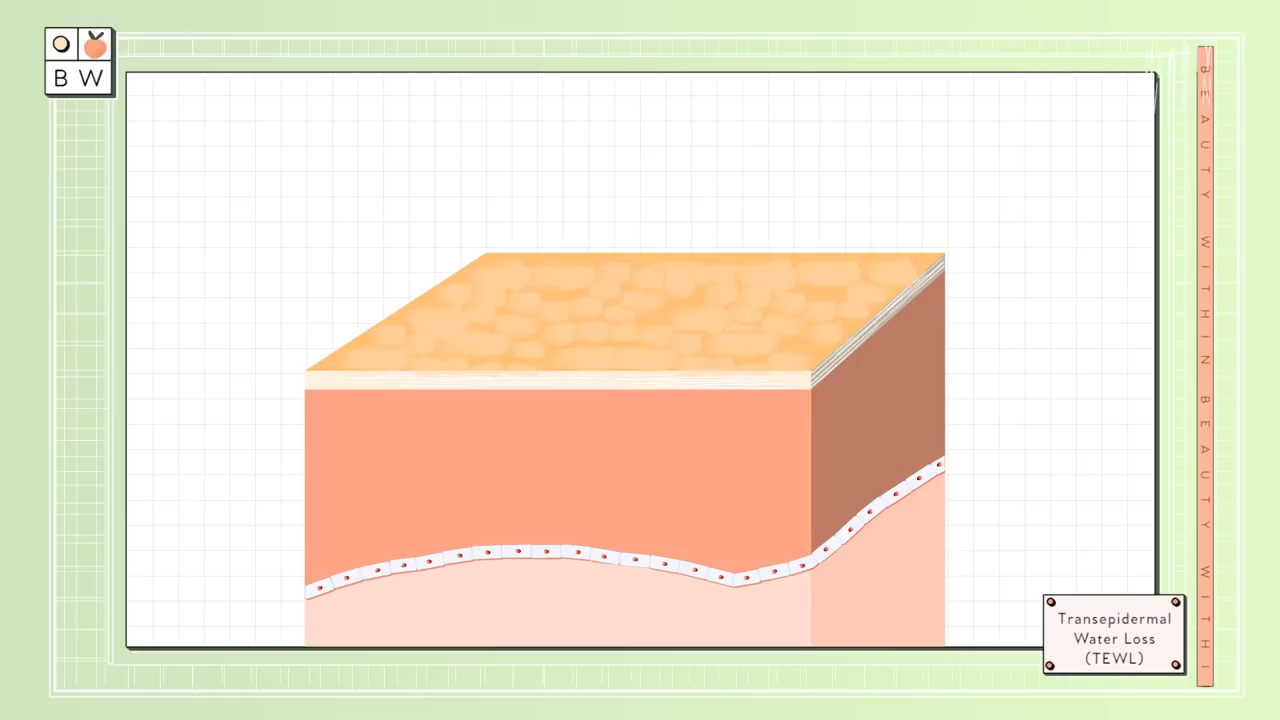 B W
Transepidermal
Water Loss
(TEWL)
BEAUTY WITHIN BEAUTY WITHI